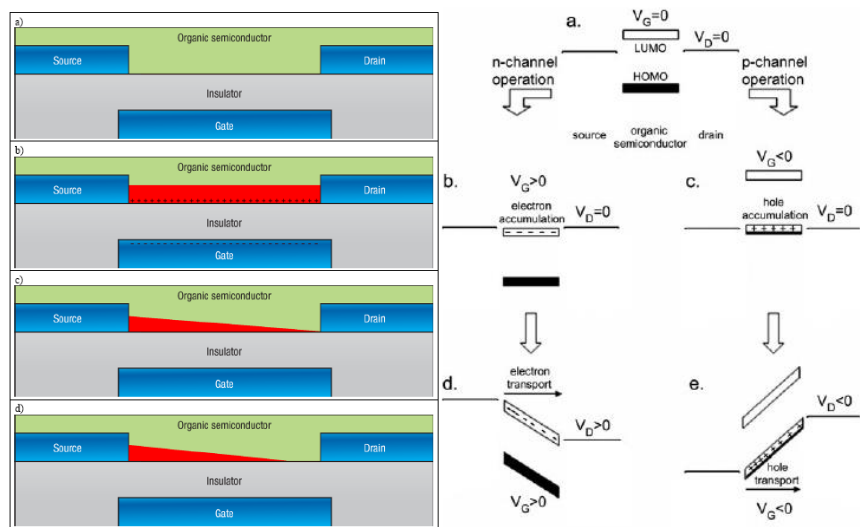 a)
Organic semiconductor
Source
Drain
Insulator
Gate
b)
Organic semiconductor
Source
Drain
Insulator
Gate
c)
Organic semiconductor
Source
Drain
Insulator
Gate
d)
Organic semiconductor
Source
Drain
Insulator
Gate
a.
V_G=0
LUMO
V_D=0
n-channel
operation
HOMO
p-channel
operation
source
organic
semiconductor
drain
b.
V_G>0
electron
accumulation
V_D=0
c.
V_G<0
hole
accumulation
V_D=0
d.
electron
transport
V_D>0
V_G>0
e.
V_D<0
hole
transport
V_G<0